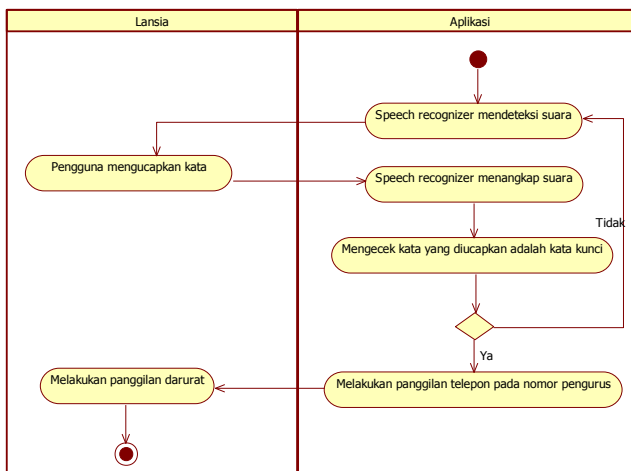 Lansia
Aplikasi
Speech recognizer mendeteksi suara
Pengguna mengucapkan kata
Speech recognizer menangkap suara
Tidak
Mengecek kata yang diucapkan adalah kata kunci
Ya
Melakukan panggilan darurat
Melakukan panggilan telepon pada nomor pengurus